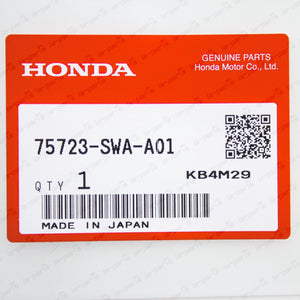 HONDA
GENUINE PARTS
Honda Motor Co., Ltd.
75723-SWA-A01
QTY 1
KB4M29
MADE IN JAPAN